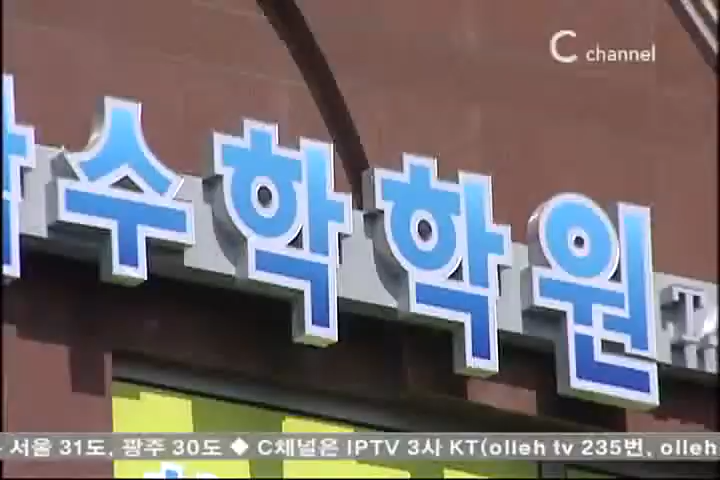 C channel
수학학원
서울 31도, 광주 30도 ◆ C채널은 IPTV 3사 KT(olleh tv 235번, olleh